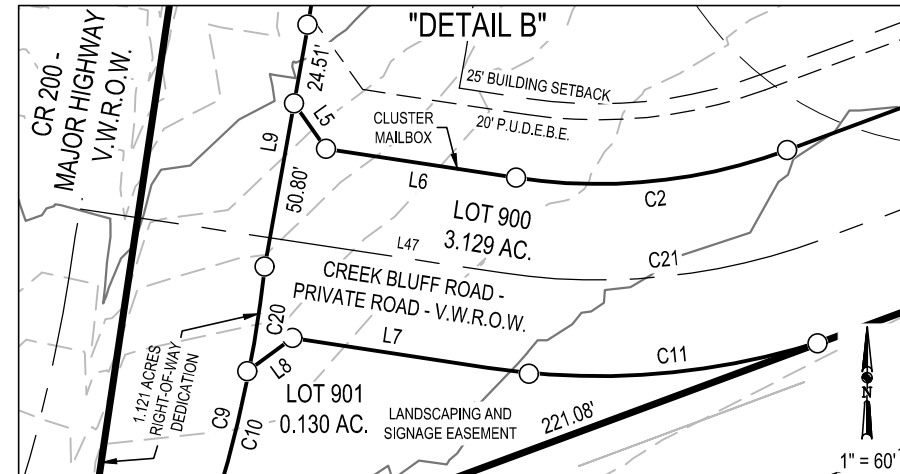 "DETAIL B"
CR 200 -
MAJOR HIGHWAY
V.W.R.O.W.
24.51'
25' BUILDING SETBACK
20' P.U.D.E.B.E.
CLUSTER
MAILBOX
L5
L9
L6
50.80'
C2
LOT 900
3.129 AC.
L47
C21
CREEK BLUFF ROAD -
PRIVATE ROAD - V.W.R.O.W.
C20
L7
L8
C11
1.121 ACRES
RIGHT-OF-WAY
DEDICATION
LOT 901
0.130 AC.
LANDSCAPING AND
SIGNAGE EASEMENT
221.08'
C9
C10
N
1" = 60'